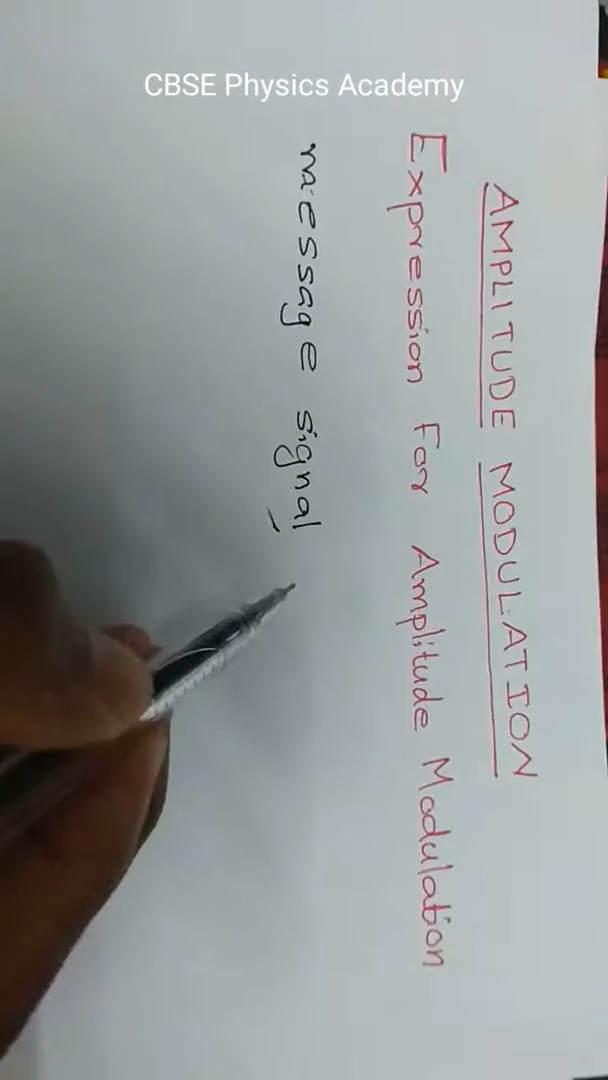 CBSE Physics Academy
AMPLITUDE MODULATION
Expression For Amplitude Modulation
message signal